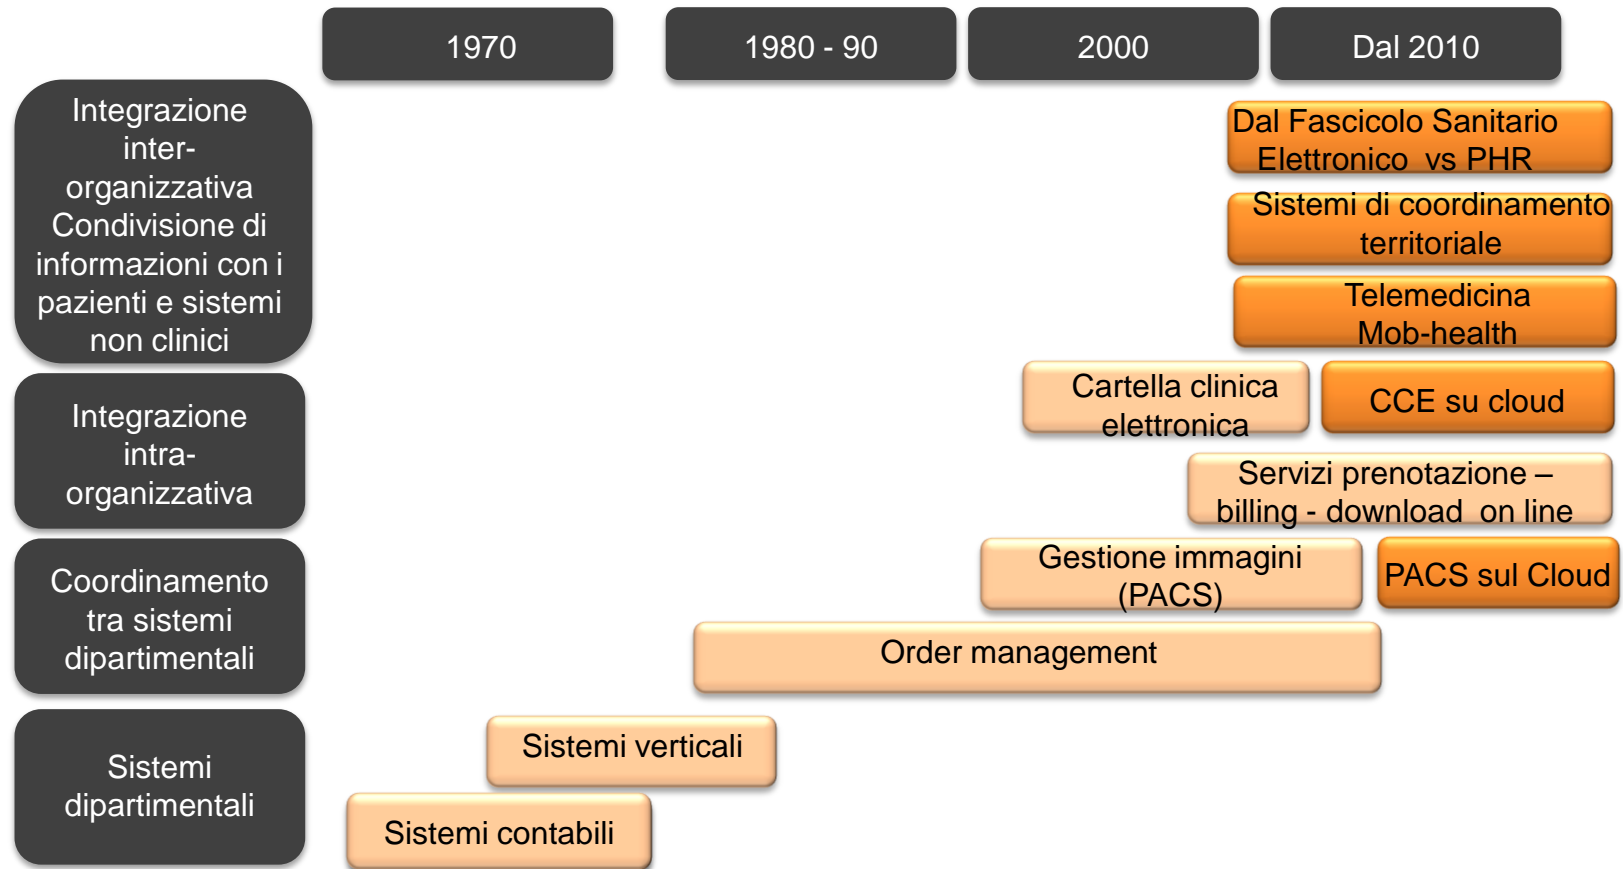 1970
1980 - 90
2000
Dal 2010
Integrazione
inter-
organizzativa
Condivisione di
informazioni con i
pazienti e sistemi
non clinici
Dal Fascicolo Sanitario
Elettronico vs PHR
Sistemi di coordinamento
territoriale
Telemedicina
Mob-health
Integrazione
intra-
organizzativa
Cartella clinica
elettronica
CCE su cloud
Servizi prenotazione –
billing - download on line
Coordinamento
tra sistemi
dipartimentali
Gestione immagini
(PACS)
PACS sul Cloud
Order management
Sistemi
dipartimentali
Sistemi verticali
Sistemi contabili